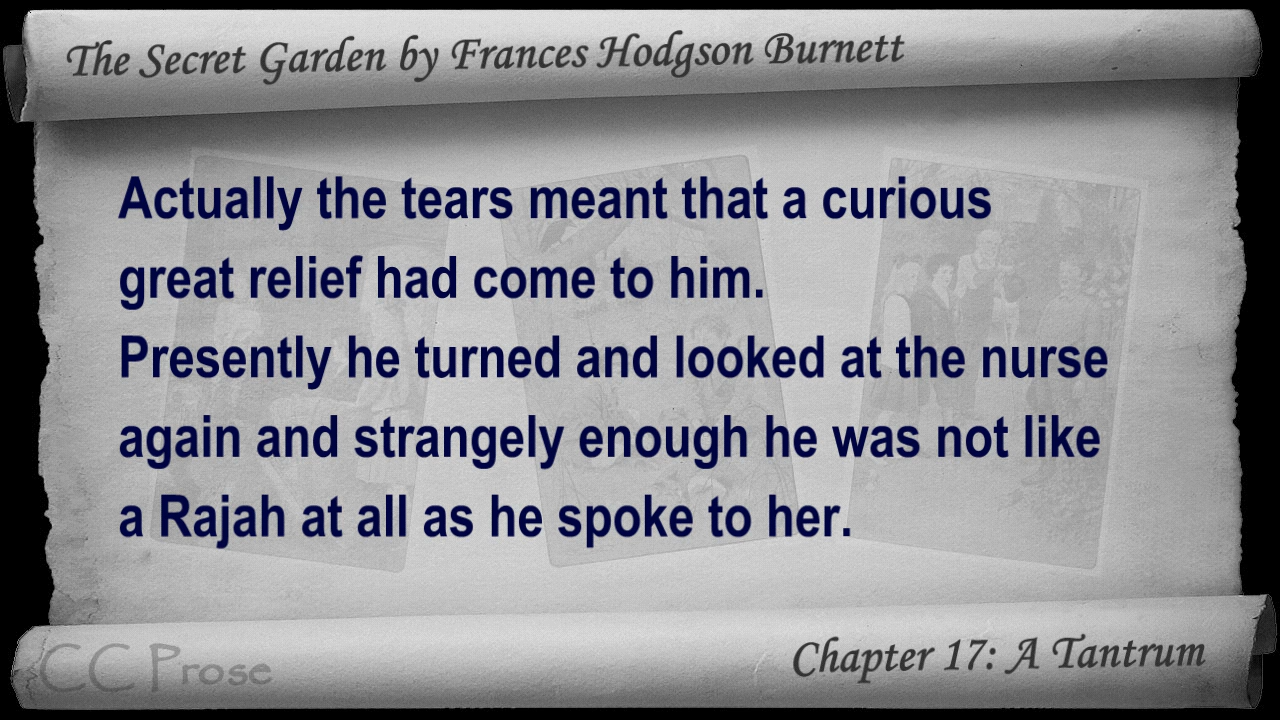 The Secret Garden by Frances Hodgson Burnett
Actually the tears meant that a curious
great relief had come to him.
Presently he turned and looked at the nurse
again and strangely enough he was not like
a Rajah at all as he spoke to her.
CC Prose
Chapter 17: A Tantrum